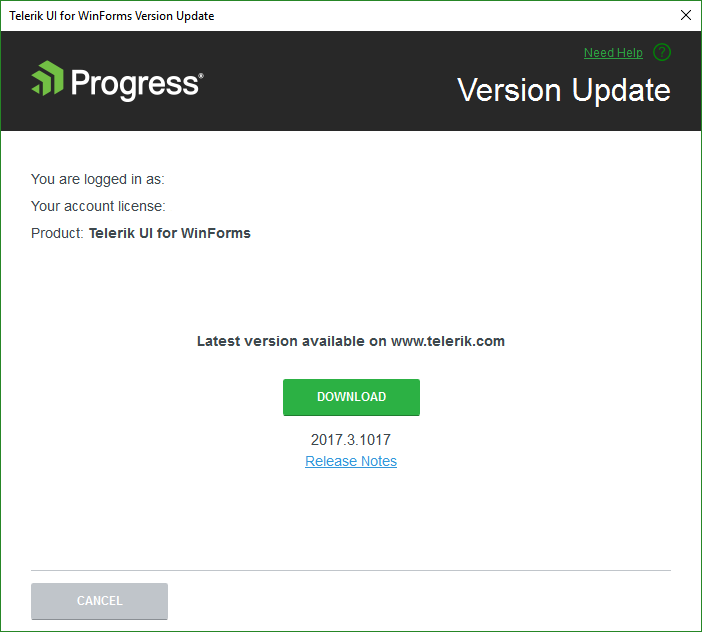 Telerik UI for WinForms Version Update
Need Help ?
Progress®
Version Update
You are logged in as:
Your account license:
Product: Telerik UI for WinForms
Latest version available on www.telerik.com
DOWNLOAD
2017.3.1017
Release Notes
CANCEL